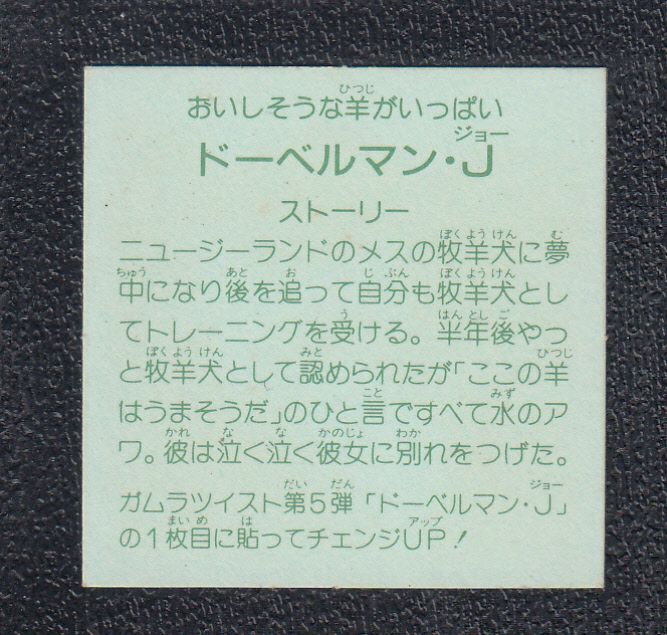 おいしそうな羊がいっぱい
ドーベルマン・J
ストーリー
ニュージーランドのメスの牧羊犬に夢
中になり後を追って自分も牧羊犬とし
てトレーニングを受ける。半年後やっ
と牧羊犬として認められたが「ここの羊
はうまそうだ」のひと言ですべて水のア
ワ。彼は泣く泣く彼女に別れをつげた。
ガムラツイスト第5弾「ドーベルマン・J」
の1枚目に貼ってチェンジUP！